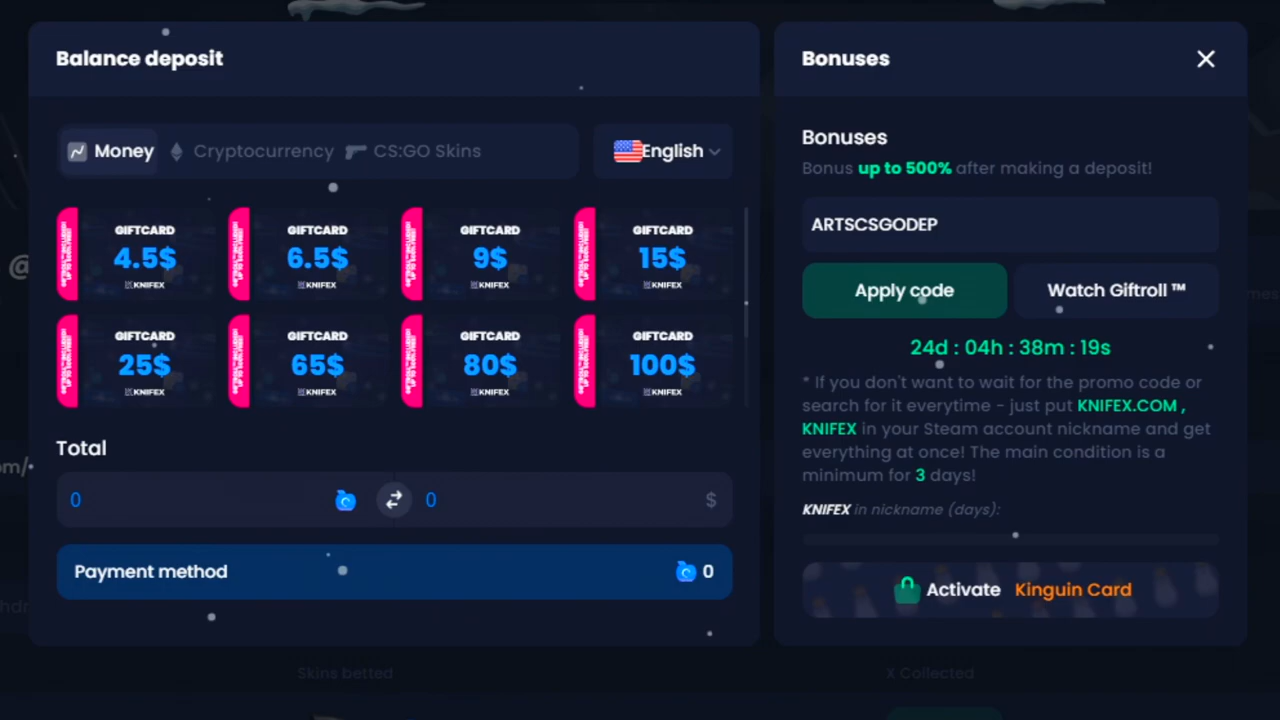 Balance deposit
Money
Cryptocurrency
CS:GO Skins
English
GIFTCARD
4.5$
KNIFEX
GIFTCARD
6.5$
KNIFEX
GIFTCARD
9$
KNIFEX
GIFTCARD
15$
KNIFEX
GIFTCARD
25$
KNIFEX
GIFTCARD
65$
KNIFEX
GIFTCARD
80$
KNIFEX
GIFTCARD
100$
KNIFEX
Total
0
0
$
Payment method
0
Bonuses
Bonuses
Bonus up to 500% after making a deposit!
ARTSCSGODEP
Apply code
Watch Giftroll ™
24d : 04h : 38m : 19s
* If you don't want to wait for the promo code or
search for it everytime - just put KNIFEX.COM ,
KNIFEX in your Steam account nickname and get
everything at once! The main condition is a
minimum for 3 days!
KNIFEX in nickname (days):
Activate Kinguin Card
Skins betted
X Collected